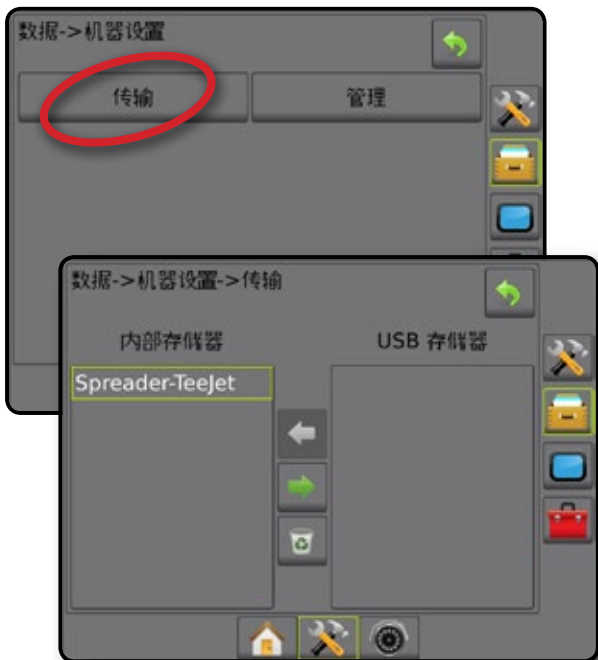 数据->机器设置
传输 管理
数据->机器设置->传输
内部存储器 USB 存储器
Spreader-TeeJet